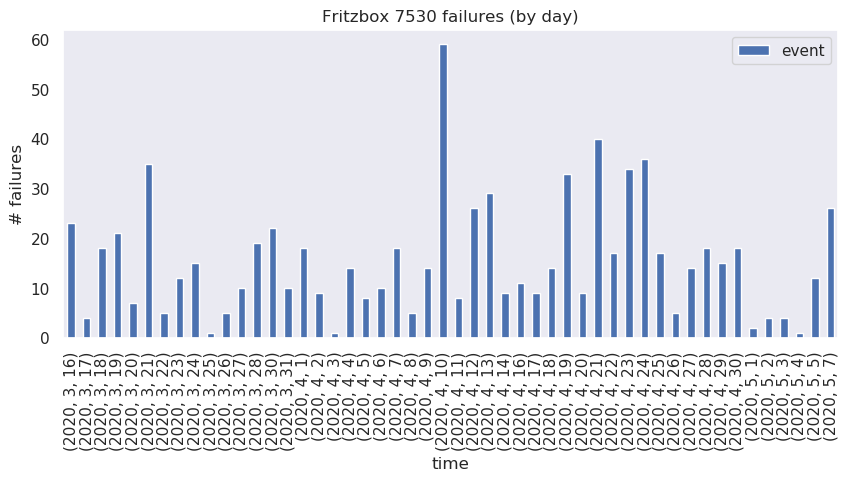 Fritzbox 7530 failures (by day)
event
# failures
60
50
40
30
20
10
0
(2020, 3, 16)
(2020, 3, 17)
(2020, 3, 18)
(2020, 3, 19)
(2020, 3, 20)
(2020, 3, 21)
(2020, 3, 22)
(2020, 3, 23)
(2020, 3, 24)
(2020, 3, 25)
(2020, 3, 26)
(2020, 3, 27)
(2020, 3, 28)
(2020, 3, 30)
(2020, 3, 31)
(2020, 4, 1)
(2020, 4, 2)
(2020, 4, 3)
(2020, 4, 4)
(2020, 4, 5)
(2020, 4, 6)
(2020, 4, 7)
(2020, 4, 8)
(2020, 4, 9)
(2020, 4, 10)
(2020, 4, 11)
(2020, 4, 12)
(2020, 4, 13)
(2020, 4, 14)
(2020, 4, 16)
(2020, 4, 17)
(2020, 4, 18)
(2020, 4, 19)
(2020, 4, 20)
(2020, 4, 21)
(2020, 4, 22)
(2020, 4, 23)
(2020, 4, 24)
(2020, 4, 25)
(2020, 4, 26)
(2020, 4, 27)
(2020, 4, 28)
(2020, 4, 29)
(2020, 4, 30)
(2020, 5, 1)
(2020, 5, 2)
(2020, 5, 3)
(2020, 5, 4)
(2020, 5, 5)
(2020, 5, 7)
time